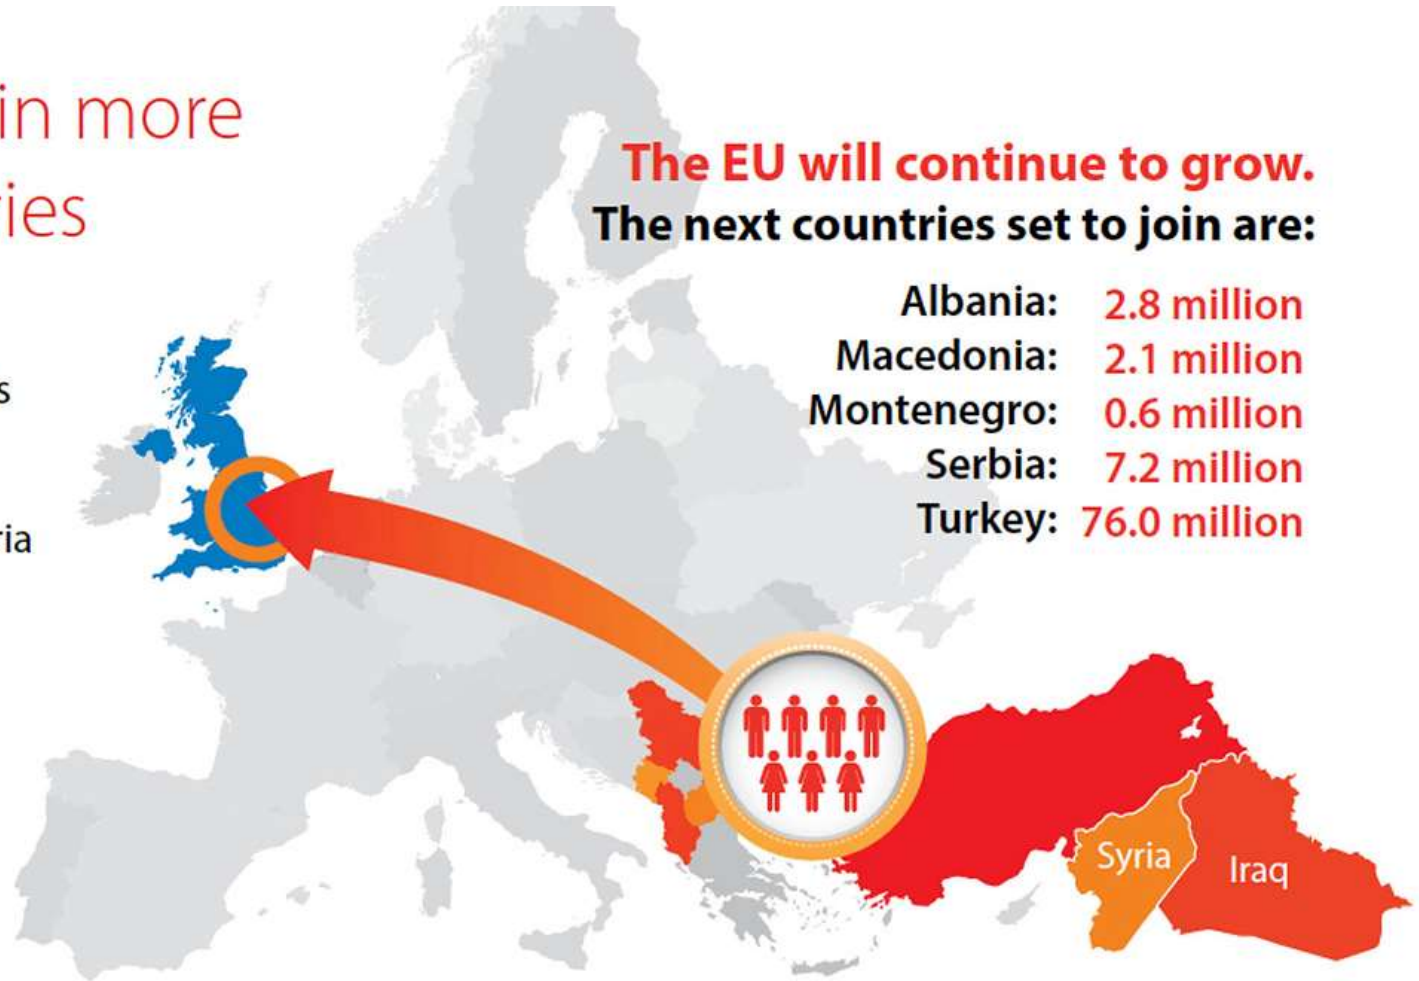 in more
ies
s
ria
The EU will continue to grow.
The next countries set to join are:
Albania: 2.8 million
Macedonia: 2.1 million
Montenegro: 0.6 million
Serbia: 7.2 million
Turkey: 76.0 million
Syria
Iraq